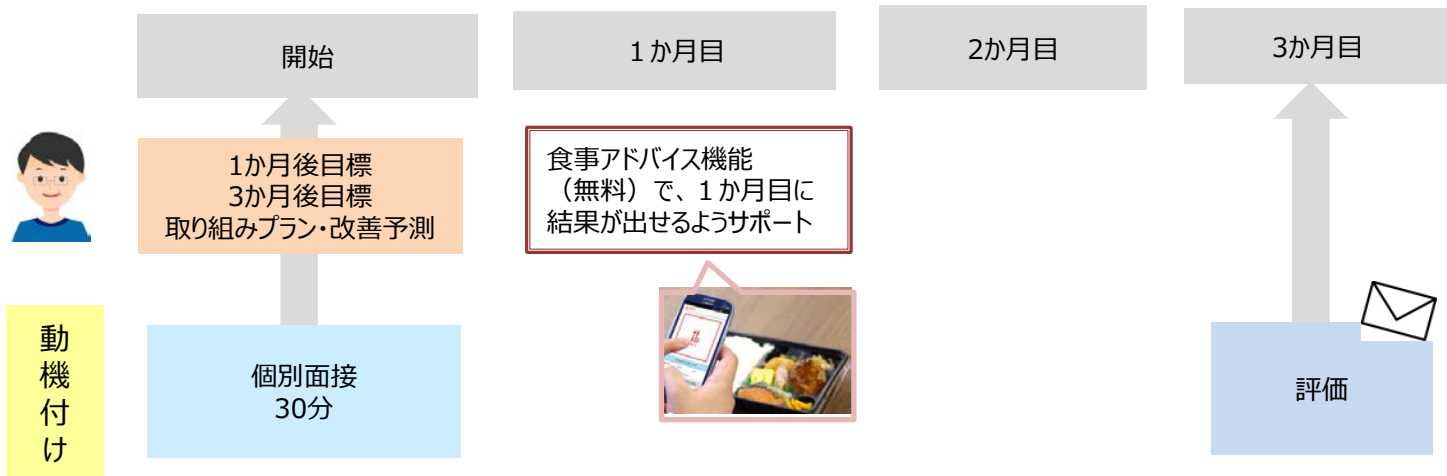 開始
１か月目
2か月目
3か月目
1か月後目標
3か月後目標
取り組みプラン・改善予測
食事アドバイス機能
（無料）で、１か月目に
結果が出せるようサポート
動機付け
個別面接
30分
評価